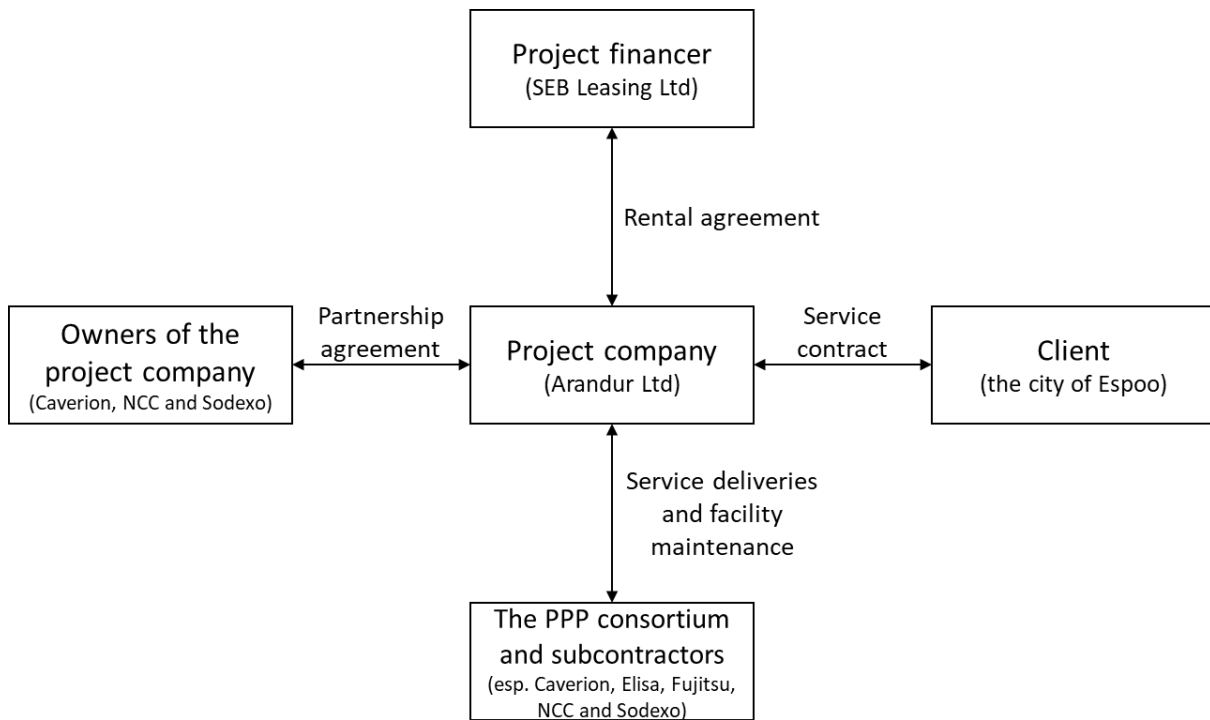 Project financer
(SEB Leasing Ltd)
Rental agreement
Owners of the
project company
(Caverion, NCC and Sodexo)
Partnership
agreement
Project company
(Arandur Ltd)
Service
contract
Client
(the city of Espoo)
Service deliveries
and facility
maintenance
The PPP consortium
and subcontractors
(esp. Caverion, Elisa, Fujitsu,
NCC and Sodexo)